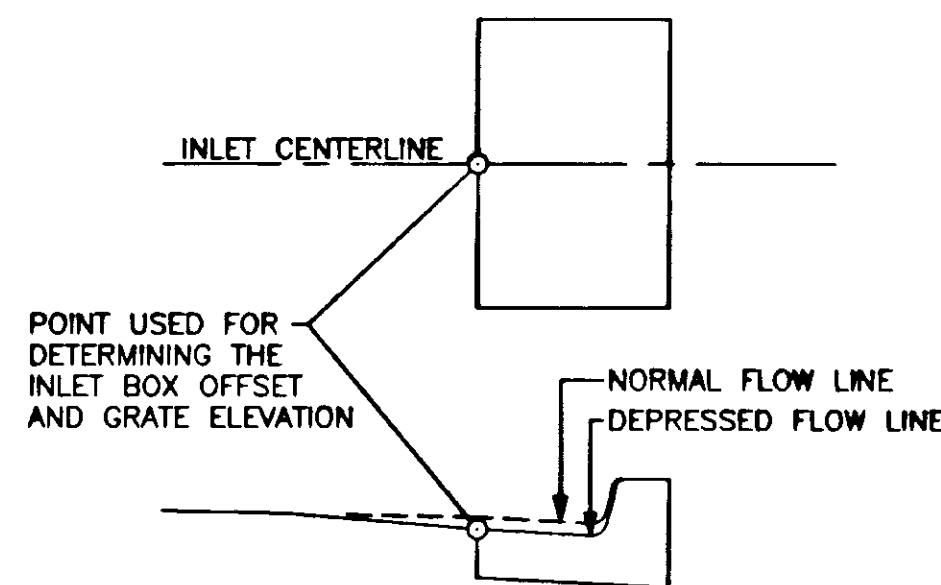 INLET CENTERLINE
POINT USED FOR
DETERMINING THE
INLET BOX OFFSET
AND GRATE ELEVATION
NORMAL FLOW LINE
DEPRESSED FLOW LINE